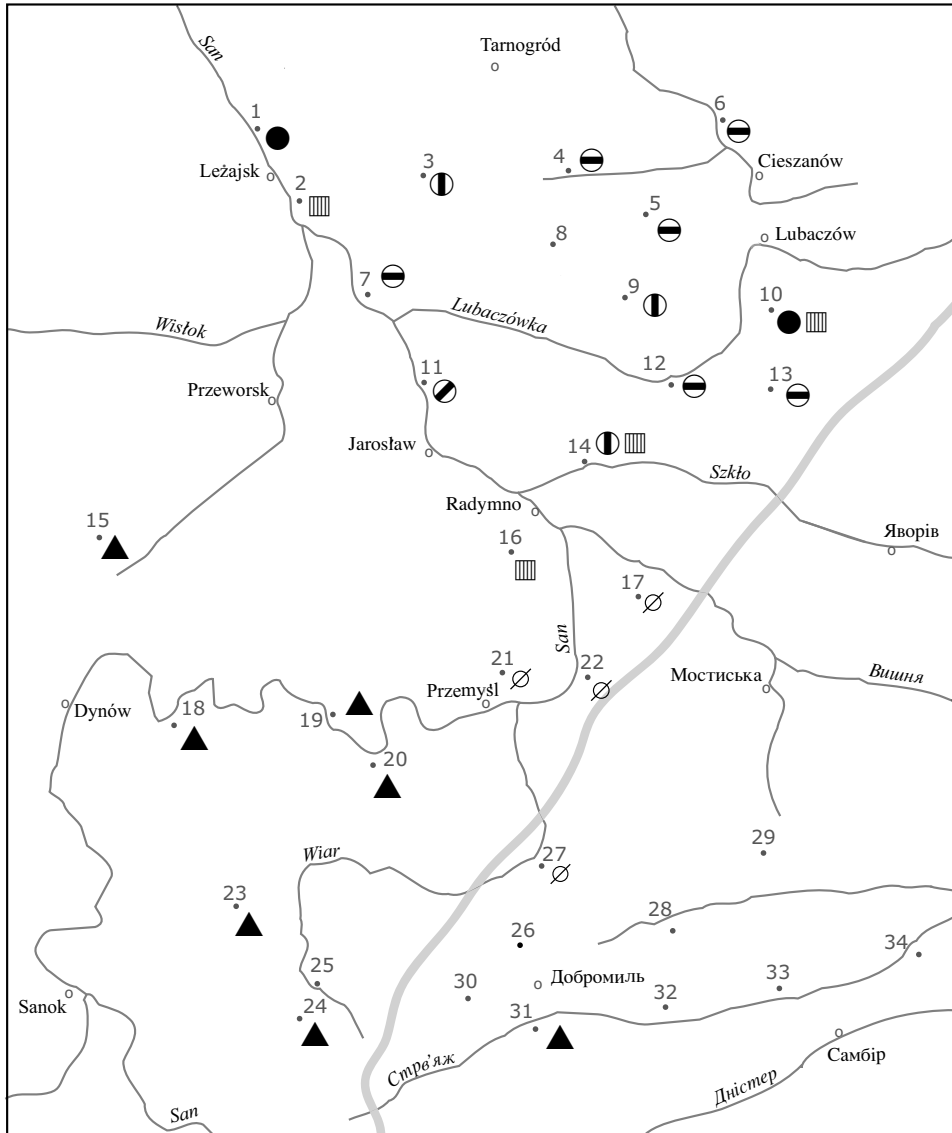 San
Tarnogród
1
6
3
4
Cieszanów
Leżajsk
2
5
8
Lubaczów
7
9
10
Wisłok
Lubaczówka
12
13
11
Przeworsk
Jarosław
14
Szkło
Radymno
15
16
Яворів
17
San
21
22
Przemyśl
Мостиська
Вишня
Dynów
18
19
20
29
Wiar
27
23
28
26
34
25
30
Добромиль
33
Sanok
24
32
31
Самбір
Стрв’яж
Дністер
San